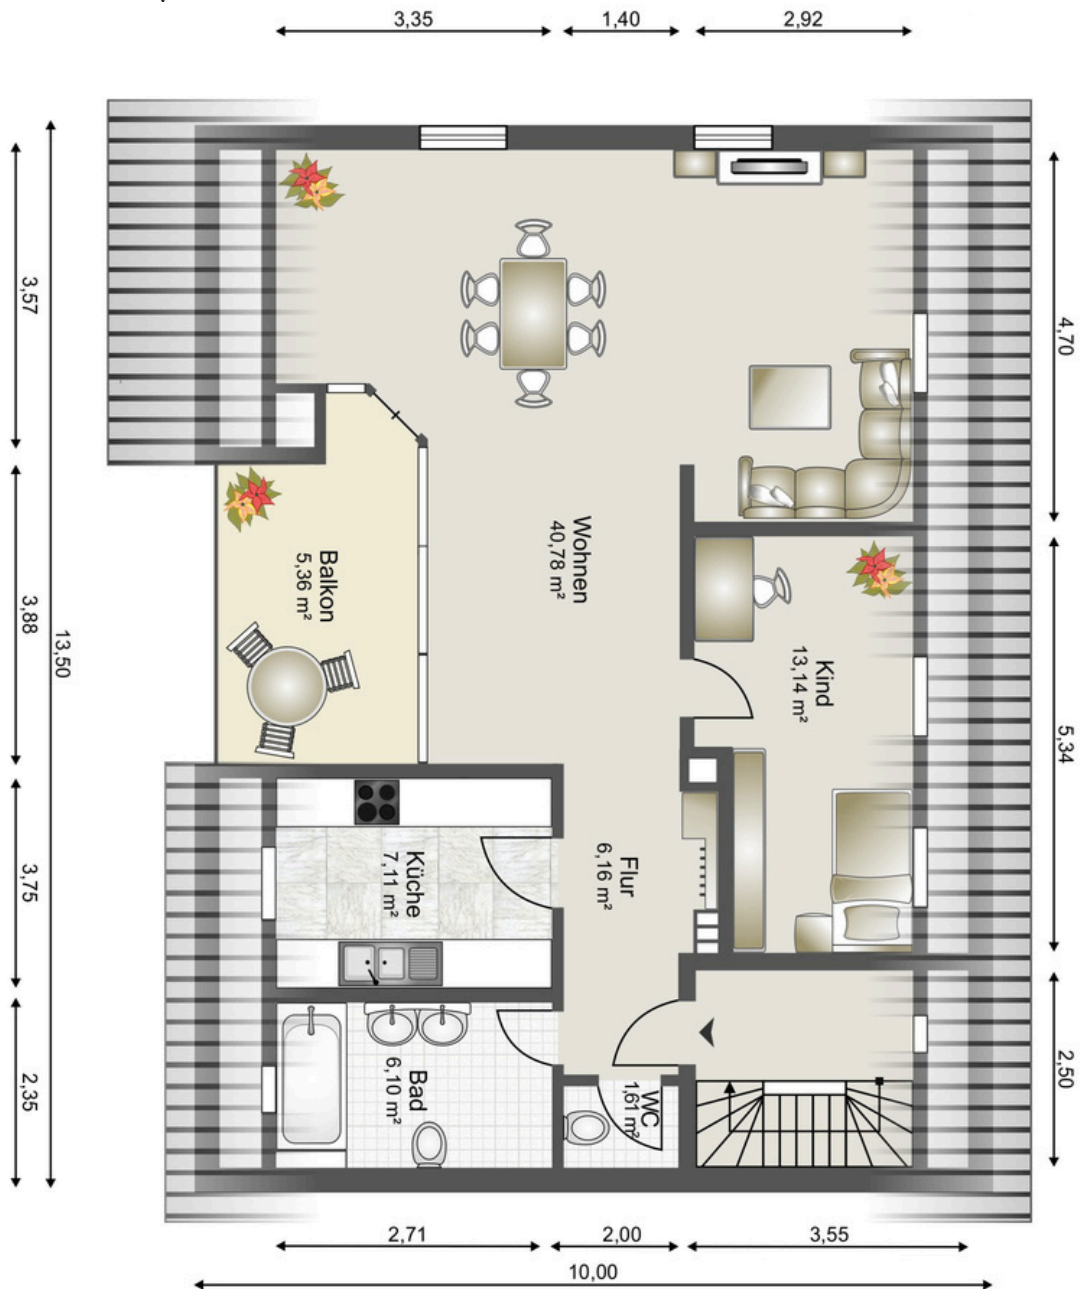 3,35
1,40
2,92
3,57
3,88
13,50
3,75
2,35
4,70
5,34
2,50
Wohnen
40,78 m²
Balkon
5,36 m²
Kind
13,14 m²
Flur
6,16 m²
Küche
7,11 m²
Bad
6,10 m²
WC
1,61 m²
2,71
2,00
3,55
10,00